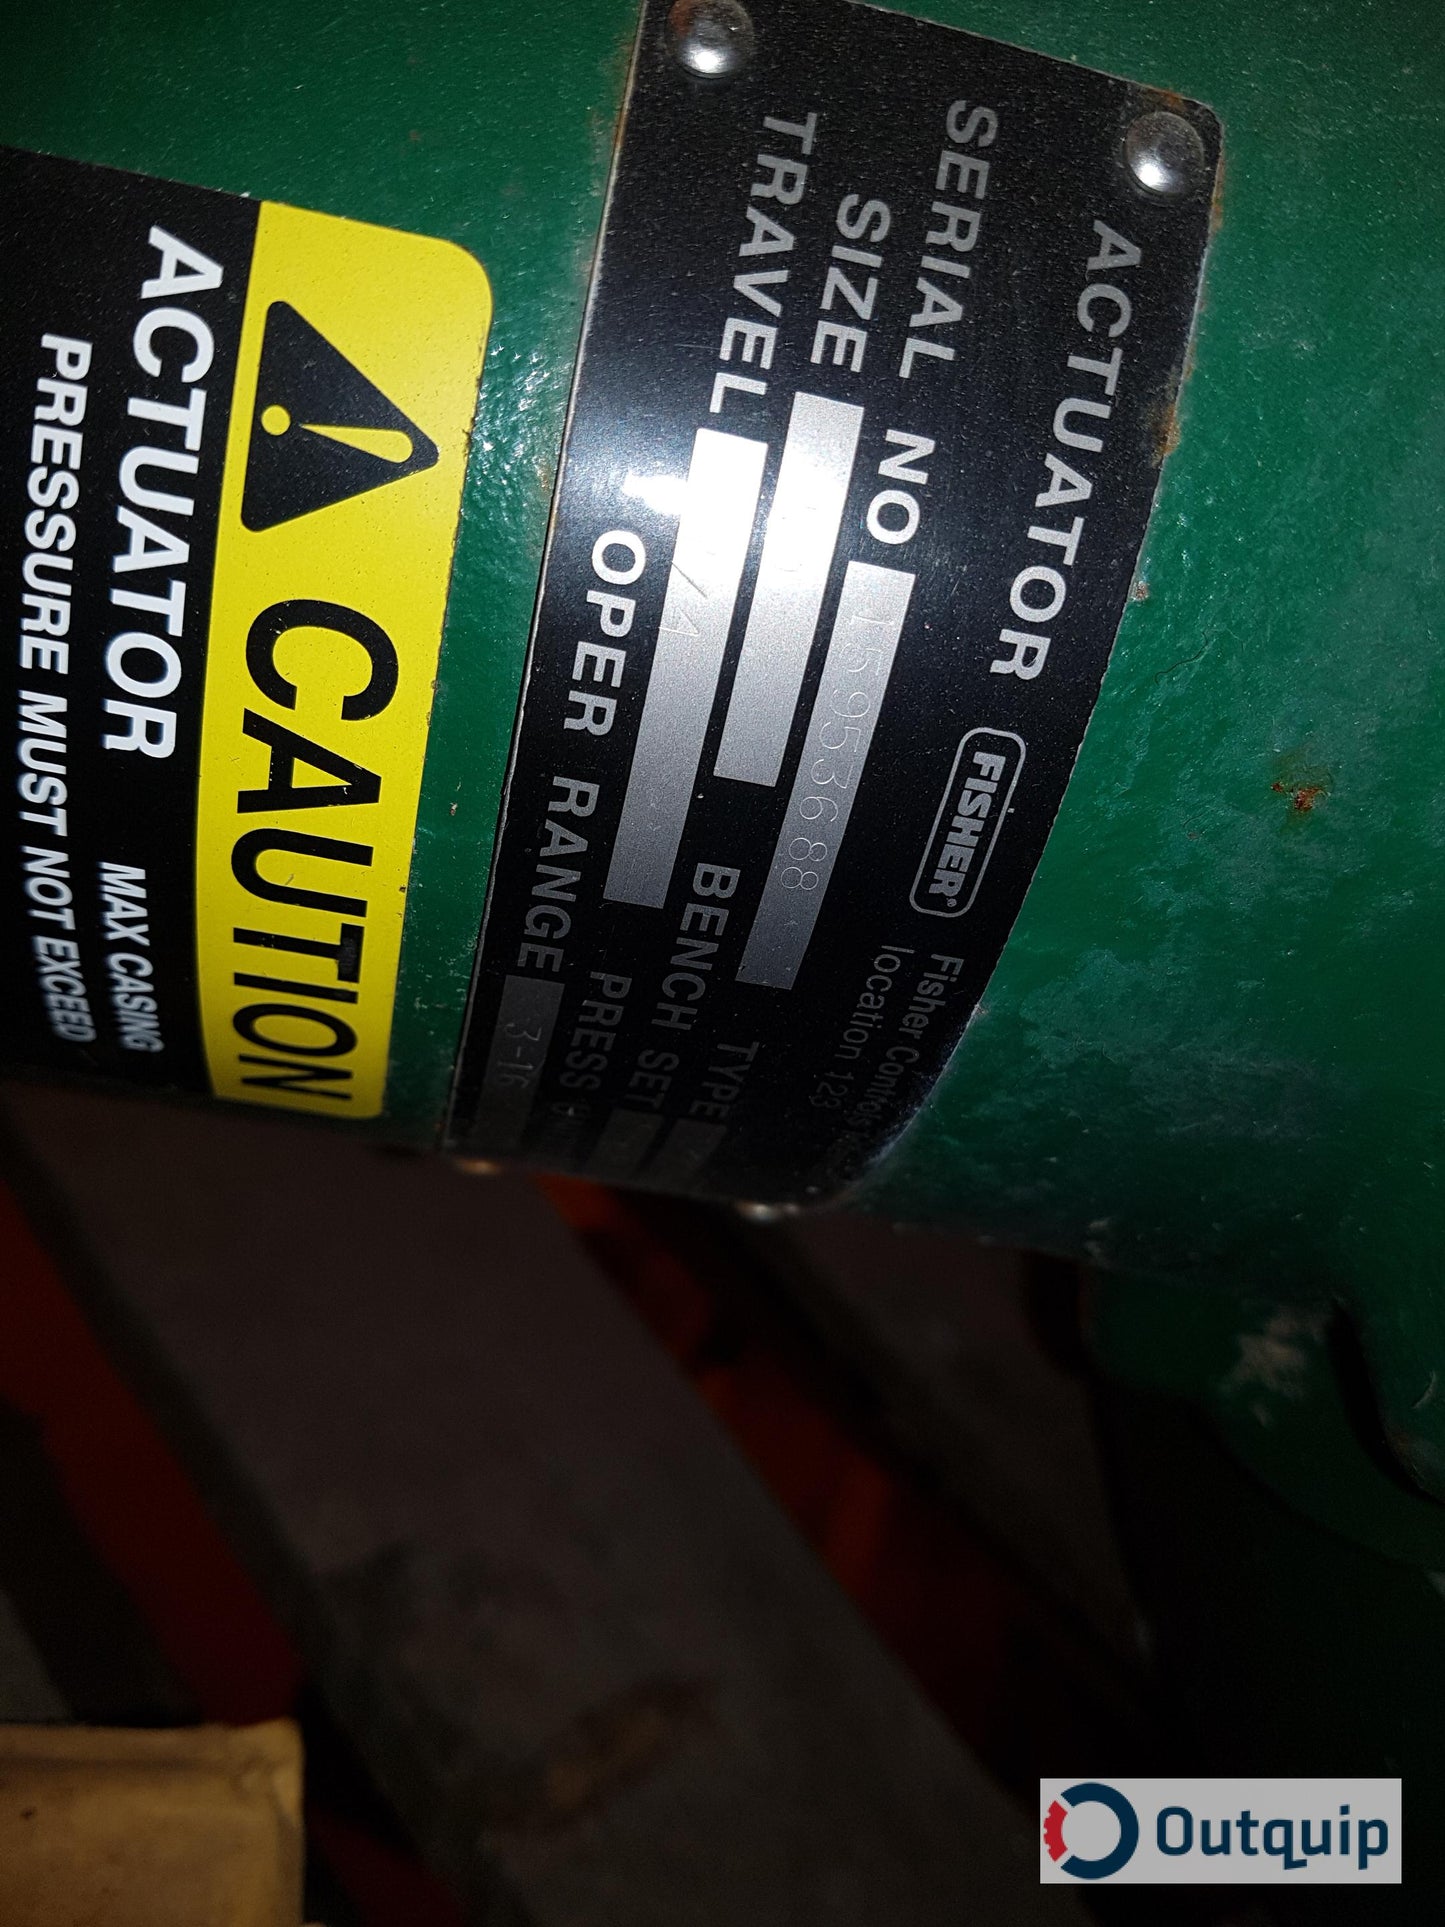 ACTUATOR FISHER
Fisher Controls
location 123
SERIAL NO 15953688
TYPE
SIZE
BENCH SET
TRAVEL
PRESS
OPER RANGE 3-16
CAUTION
ACTUATOR MAX CASING
PRESSURE MUST NOT EXCEED
Outquip